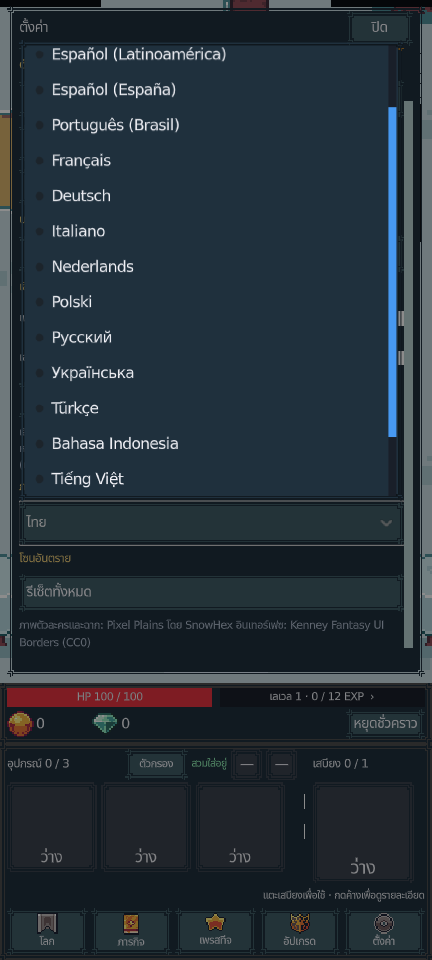 ตั้งค่า
ปิด
Español (Latinoamérica)
Español (España)
Português (Brasil)
Français
Deutsch
Italiano
Nederlands
Polski
Русский
Українська
Türkçe
Bahasa Indonesia
Tiếng Việt
ไทย
โซนอันตราย
รีเซ็ตทั้งหมด
ภาพตัวละครและฉาก: Pixel Plains โดย SnowHex อินเทอร์เฟซ: Kenney Fantasy UI
Borders (CC0)
HP 100 / 100
เลเวล 1 · 0 / 12 EXP ›
0
0
หยุดชั่วคราว
อุปกรณ์ 0 / 3
ตัวกรอง
สวมใส่อยู่
—
—
เสบียง 0 / 1
ว่าง
ว่าง
ว่าง
ว่าง
แตะเสบียงเพื่อใช้ · กดค้างเพื่อดูรายละเอียด
โลก
ภารกิจ
เพรสทีจ
อัปเกรด
ตั้งค่า